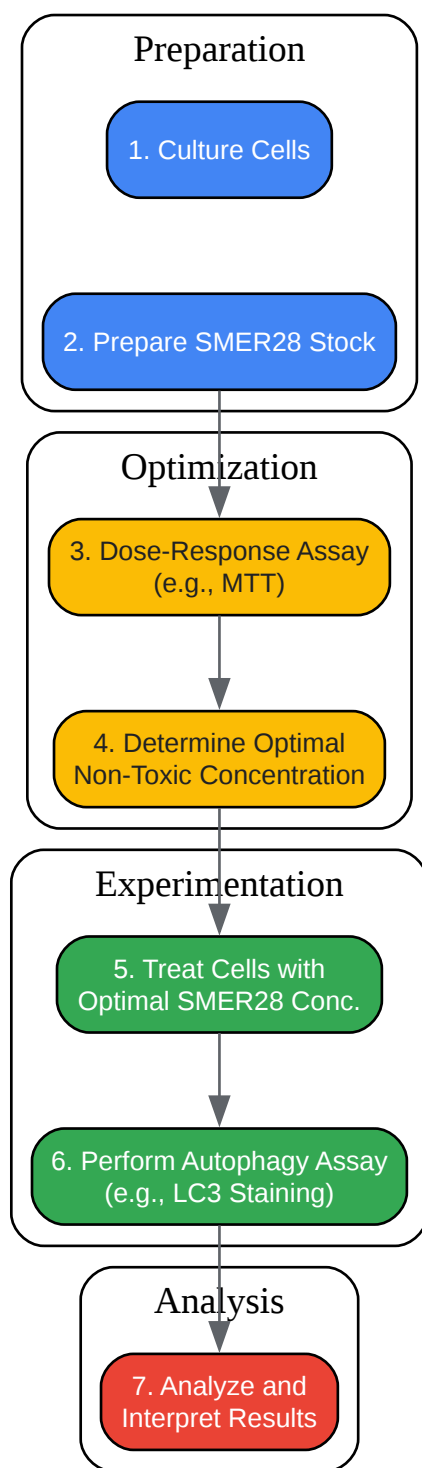 Preparation
1. Culture Cells
2. Prepare SMER28 Stock
Optimization
3. Dose-Response Assay
(e.g., MTT)
4. Determine Optimal
Non-Toxic Concentration
Experimentation
5. Treat Cells with
Optimal SMER28 Conc.
6. Perform Autophagy Assay
(e.g., LC3 Staining)
Analysis
7. Analyze and
Interpret Results